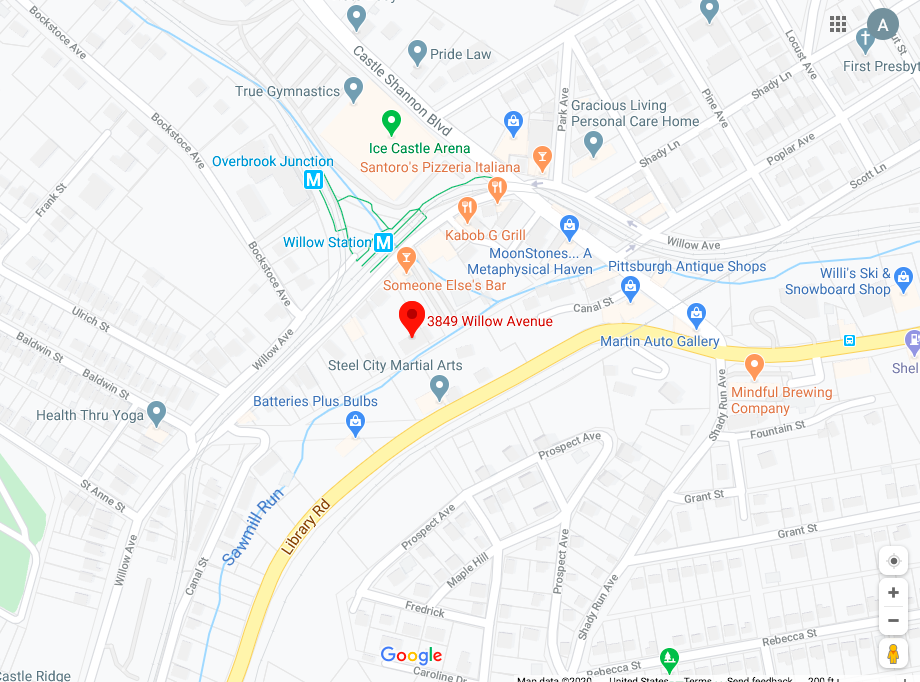 Bockstoce Ave
Pride Law
A
Locust Ave
First Presbyt
Castle Shannon Blvd
True Gymnastics
Shady Ln
Pine Ave
Park Ave
Gracious Living
Personal Care Home
Bockstoce Ave
Ice Castle Arena
Overbrook Junction
M
Santoro's Pizzeria Italiana
Shady Ln
Poplar Ave
Scott Ln
Frank St
Willow Station
M
Kabob G Grill
Willow Ave
Bockstoce Ave
MoonStones... A
Metaphysical Haven
Pittsburgh Antique Shops
Willi's Ski &
Snowboard Shop
Someone Else's Bar
Canal St
Ulrich St
3849 Willow Avenue
Willow Ave
Baldwin St
Martin Auto Gallery
Steel City Martial Arts
Shel
Baldwin St
Mindful Brewing
Company
Batteries Plus Bulbs
Health Thru Yoga
Shady Run Ave
Fountain St
Prospect Ave
St Anne St
Grant St
Sawmill Run
Library Rd
Prospect Ave
Grant St
Willow Ave
Canal St
Maple Hill
Prospect Ave
Shady Run Ave
Fredrick
Rebecca St
Google
Rebecca St
Castle Ridge
Caroline Dr
Map data ©2020 United States Terms Send feedback 200 ft